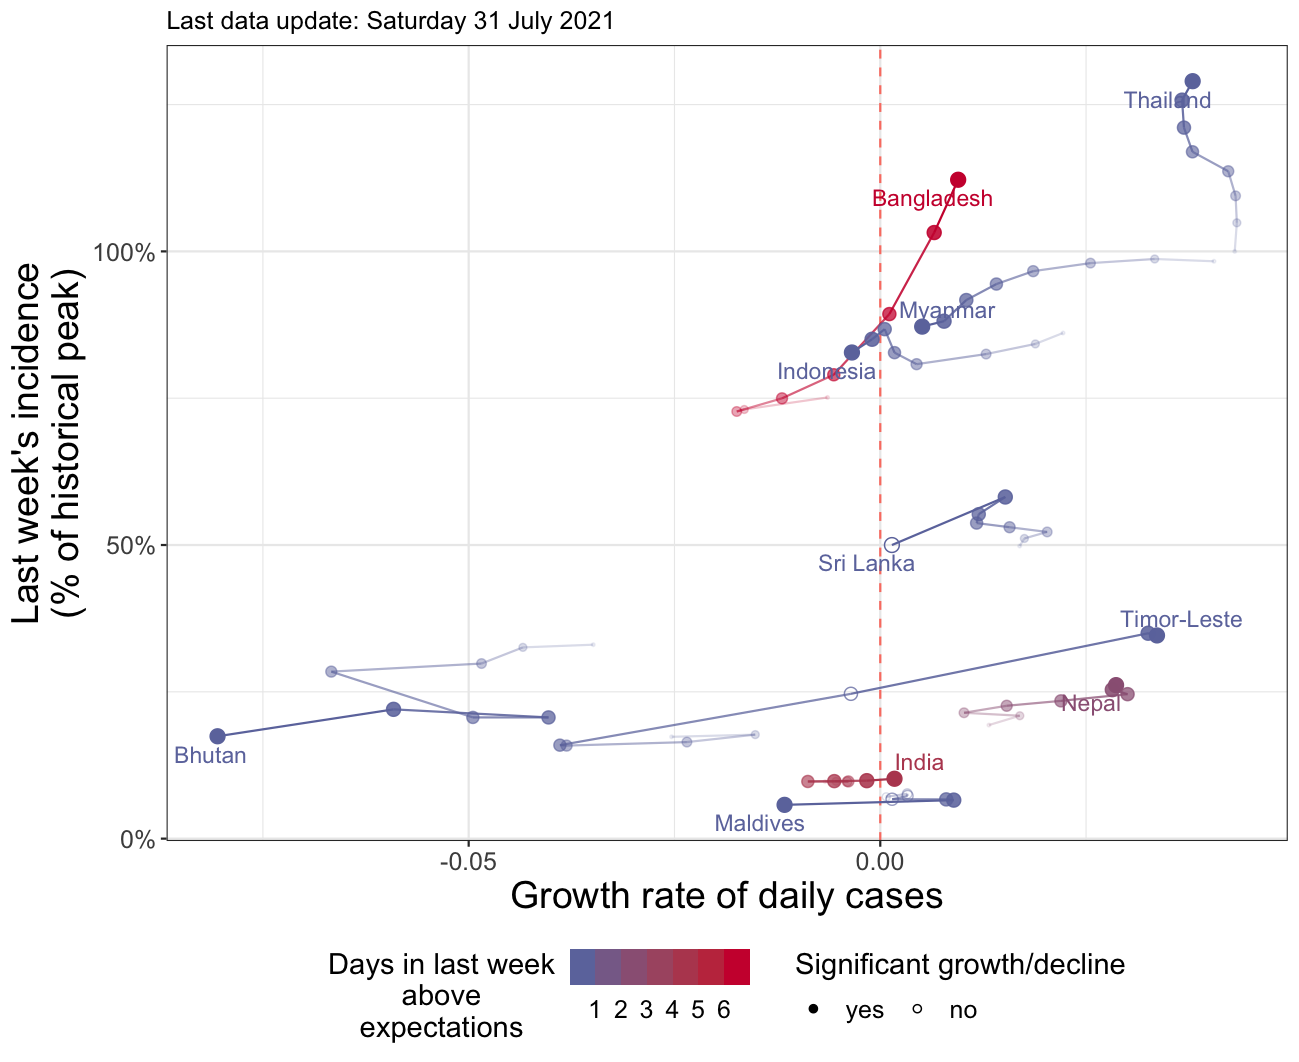 Last data update: Saturday 31 July 2021
Thailand
Bangladesh
100%
Myanmar
Indonesia
Last week's incidence
(% of historical peak)
50%
Sri Lanka
Timor-Leste
Nepal
Bhutan
India
Maldives
0%
-0.05
0.00
Growth rate of daily cases
Days in last week
above
expectations
1 2 3 4 5 6
Significant growth/decline
yes no